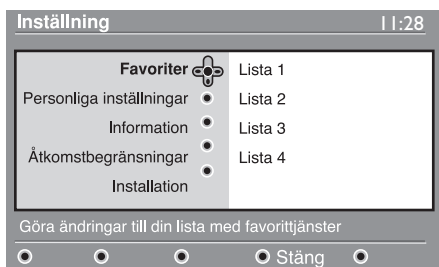 Inställning 11:28
Favoriter Lista 1
Personliga inställningar Lista 2
Information Lista 3
Åtkomstbegränsningar Lista 4
Installation
Göra ändringar till din lista med favorittjänster
Stäng